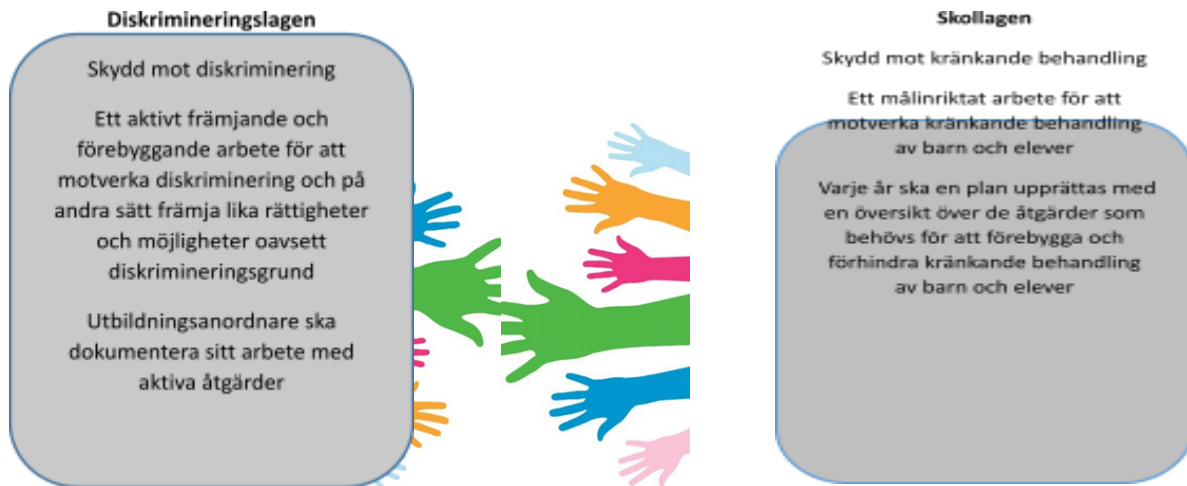 Diskrimineringslagen
Skydd mot diskriminering
Ett aktivt främjande och
förebyggande arbete för att
motverka diskriminering och på
andra sätt främja lika rättigheter
och möjligheter oavsett
diskrimineringsgrund
Utbildningsanordnare ska
dokumentera sitt arbete med
aktiva åtgärder
Skollagen
Skydd mot kränkande behandling
Ett målinriktat arbete för att
motverka kränkande behandling
av barn och elever
Varje år ska en plan upprättas med
en översikt över de åtgärder som
behövs för att förebygga och
förhindra kränkande behandling
av barn och elever